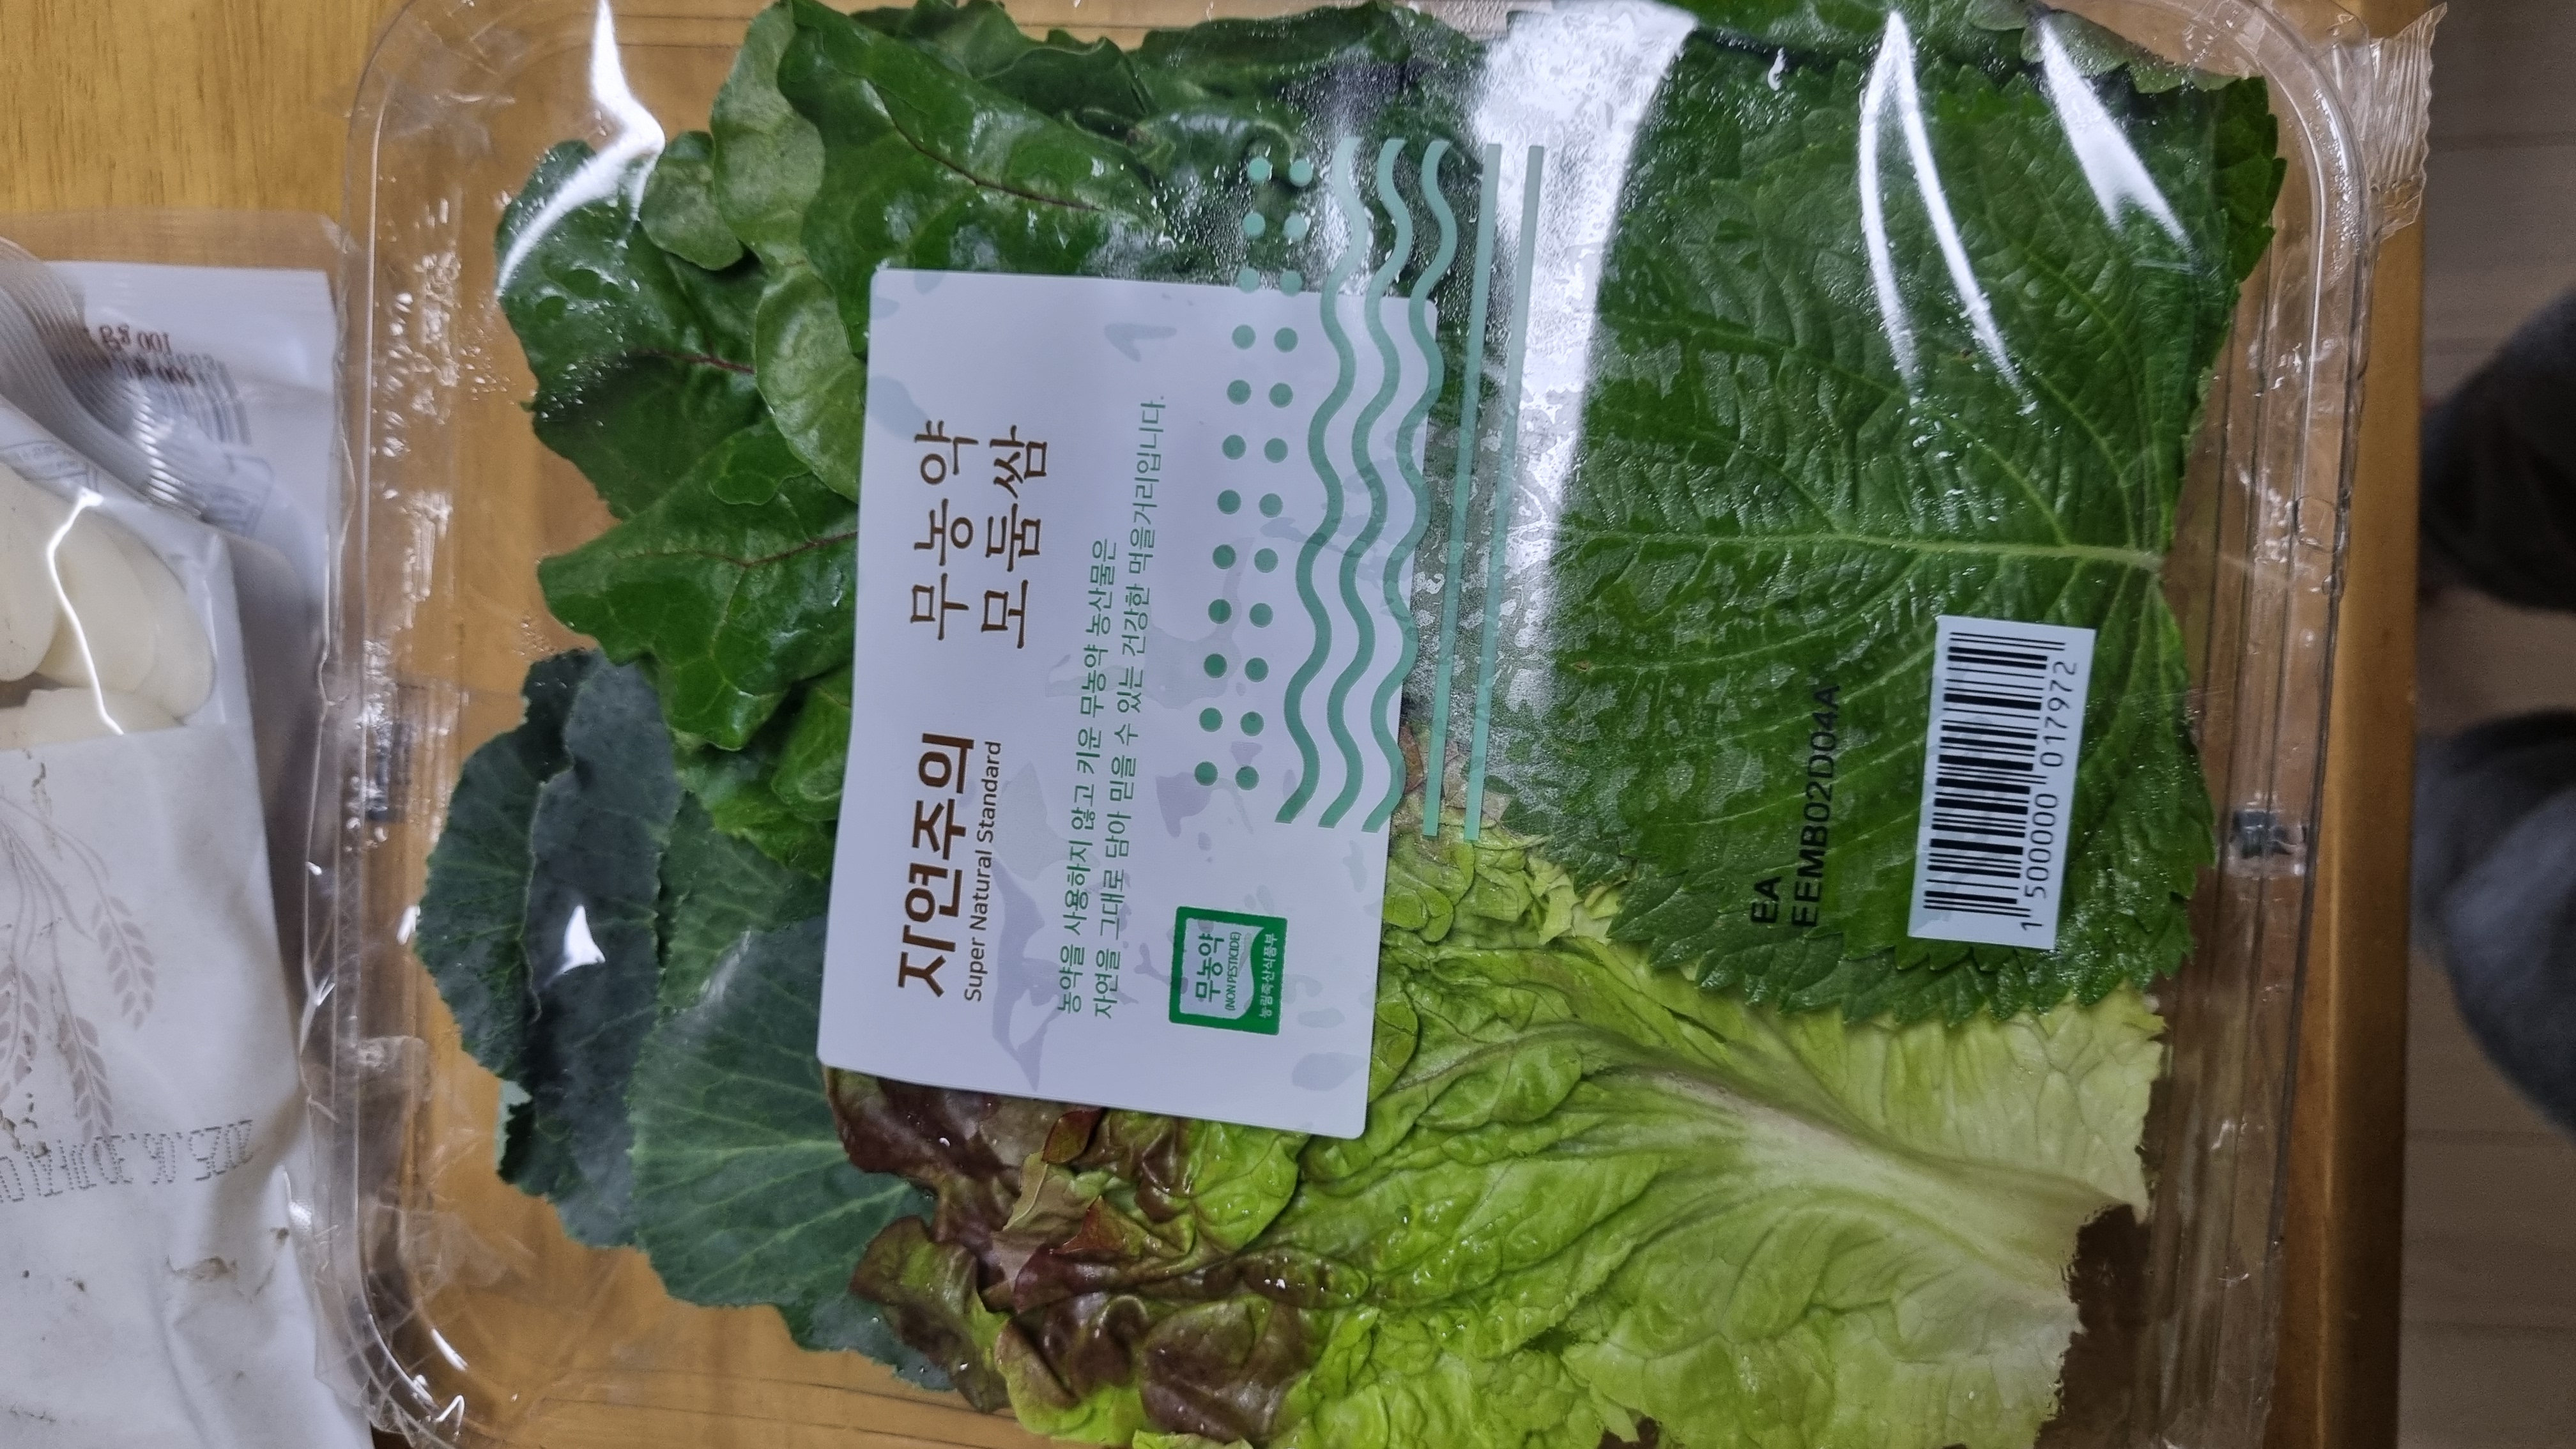 자연주의
Super Natural Standard
무농약
모둠쌈
농약을 사용하지 않고 키운 무농약 농산물은
자연을 그대로 담아 믿을 수 있는 건강한 먹을거리입니다.
무농약
(NON PESTICIDE)
농림축산식품부
EA
EEMB02D04A
1 500000 017972